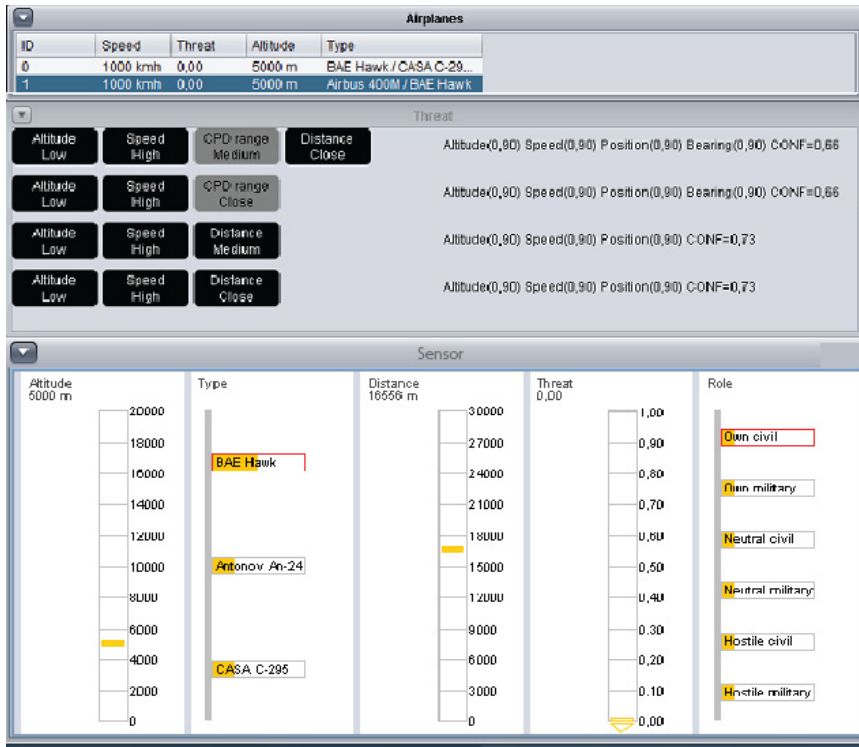 Airplanes
ID Speed Threat Altitude Type
0 1000 kmh 0,00 5000 m BAE Hawk / CASA C-29...
1 1000 kmh 0,00 5000 m Airbus 400M / BAE Hawk
Threat
Altitude Low Speed High CPD range Medium Distance Close Altitude(0,90) Speed(0,90) Position(0,90) Bearing(0,90) CONF=0,66
Altitude Low Speed High CPD range Close Altitude(0,90) Speed(0,90) Position(0,90) Bearing(0,90) CONF=0,66
Altitude Low Speed High Distance Medium Altitude(0,90) Speed(0,90) Position(0,90) CONF=0,73
Altitude Low Speed High Distance Close Altitude(0,90) Speed(0,90) Position(0,90) CONF=0,73
Sensor
Altitude
5000 m
20000
18000
16000
14000
12000
10000
8000
6000
4000
2000
0
Type
BAE Hawk
Antonov An-24
CASA C-295
Distance
16556 m
30000
27000
24000
21000
18000
15000
12000
9000
6000
3000
0
Threat
0,00
1,00
0,90
0,80
0,70
0,60
0,50
0,40
0.30
0,20
0.10
0,00
Role
Own civil
Own military
Neutral civil
Neutral military
Hostile civil
Hostile military